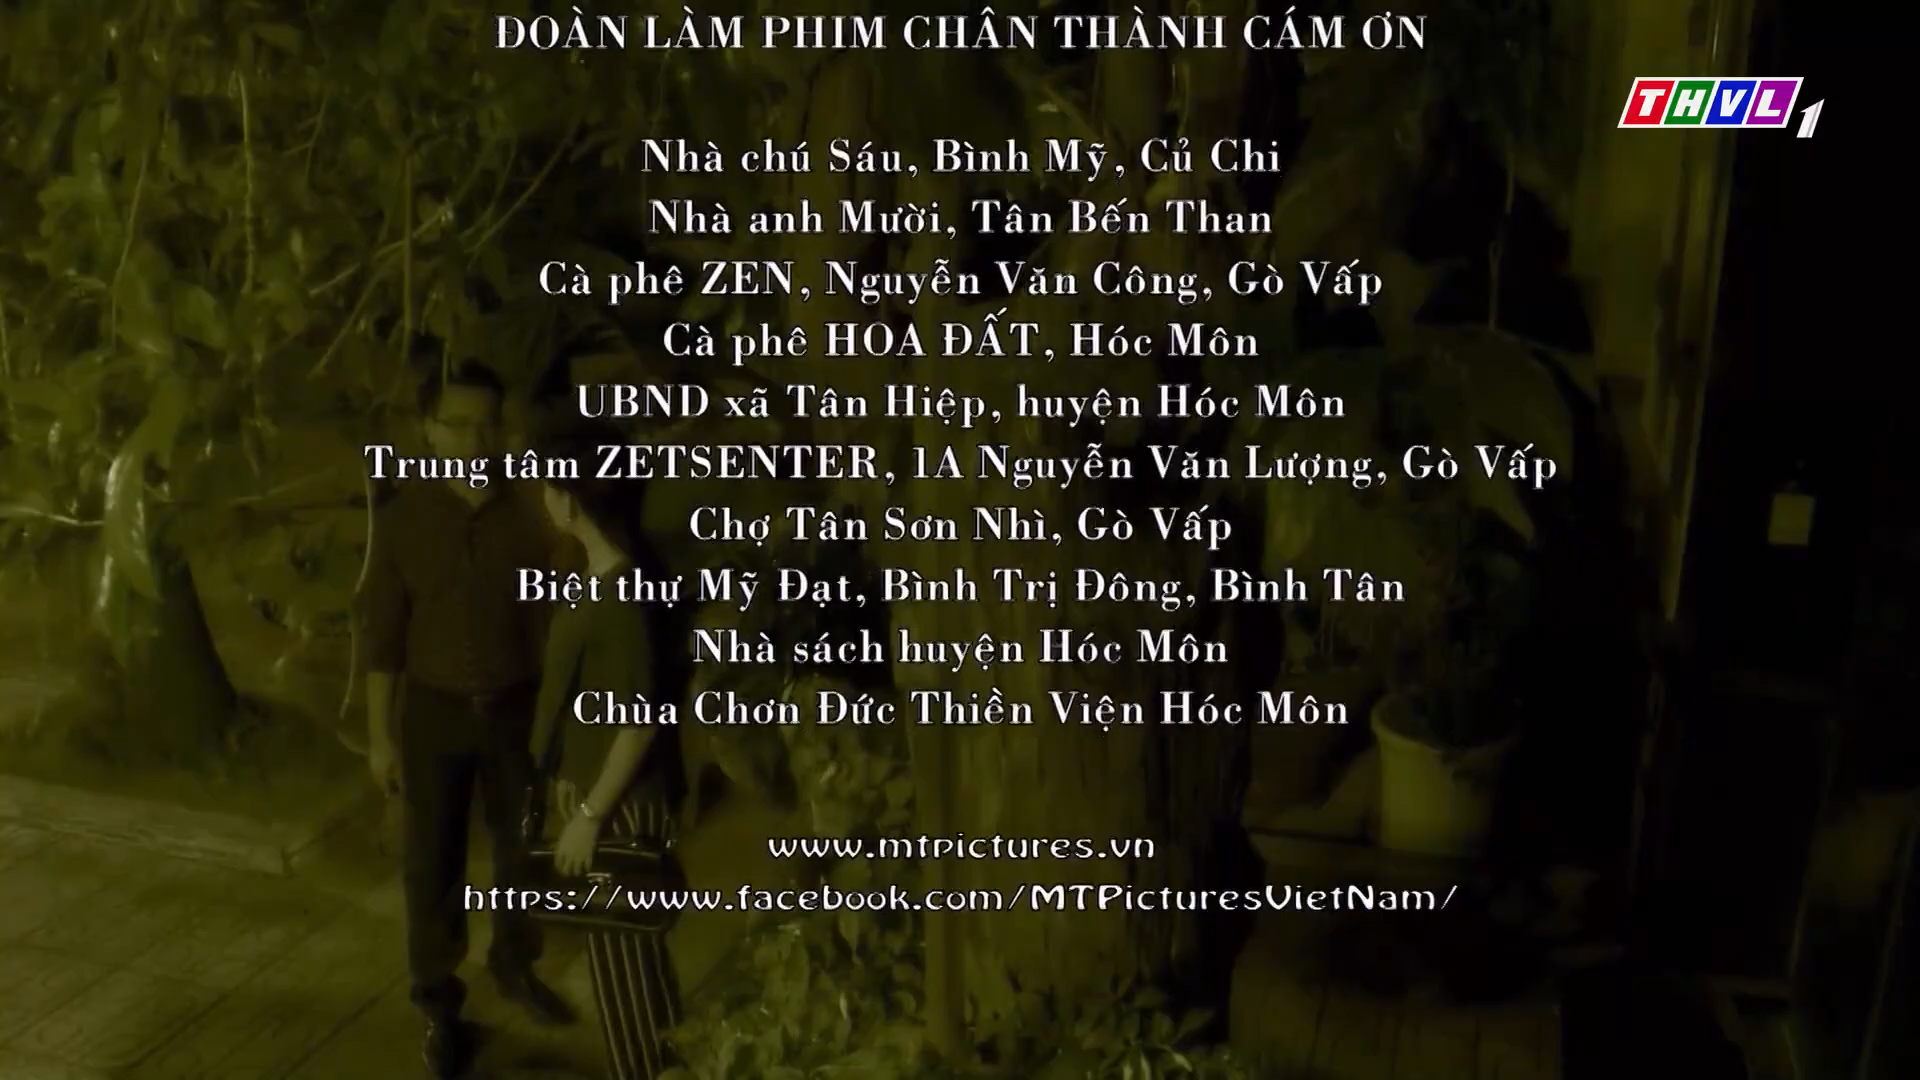 ĐOÀN LÀM PHIM CHÂN THÀNH CÁM ƠN
THVL1
Nhà chú Sáu, Bình Mỹ, Củ Chi
Nhà anh Mười, Tân Bến Than
Cà phê ZEN, Nguyễn Văn Công, Gò Vấp
Cà phê HOA ĐẤT, Hóc Môn
UBND xã Tân Hiệp, huyện Hóc Môn
Trung tâm ZETSENTER, 1A Nguyễn Văn Lượng, Gò Vấp
Chợ Tân Sơn Nhì, Gò Vấp
Biệt thự Mỹ Đạt, Bình Trị Đông, Bình Tân
Nhà sách huyện Hóc Môn
Chùa Chơn Đức Thiền Viện Hóc Môn
www.mtpictures.vn
https://www.facebook.com/MTPicturesVietNam/